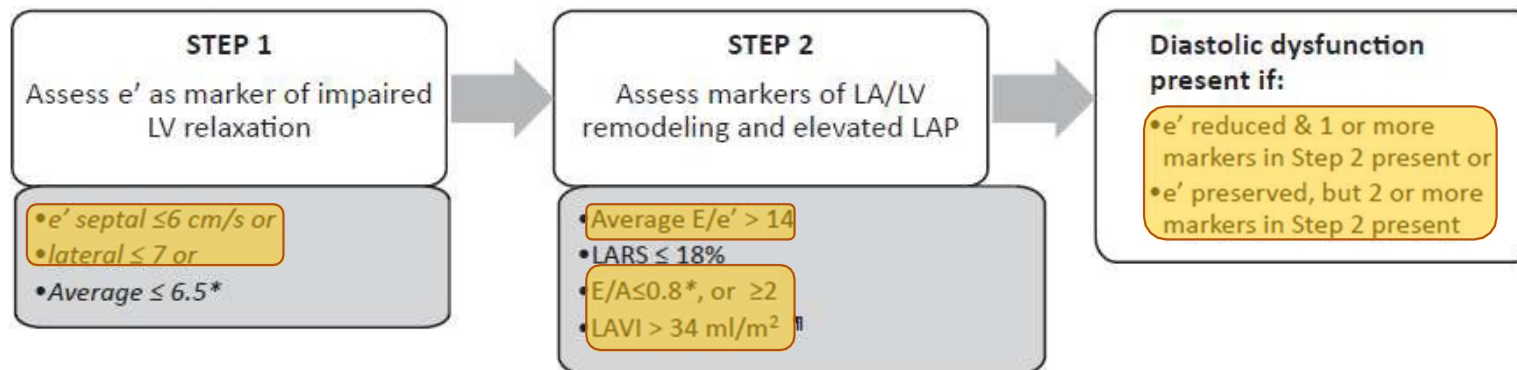 STEP 1
Assess e' as marker of impaired
LV relaxation
•e' septal ≤6 cm/s or
•lateral ≤ 7 or
•Average ≤ 6.5*
STEP 2
Assess markers of LA/LV
remodeling and elevated LAP
•Average E/e' > 14
•LARS ≤ 18%
•E/A≤0.8*, or ≥2
•LAVI > 34 ml/m² ¶
Diastolic dysfunction
present if:
•e' reduced & 1 or more
markers in Step 2 present or
•e' preserved, but 2 or more
markers in Step 2 present